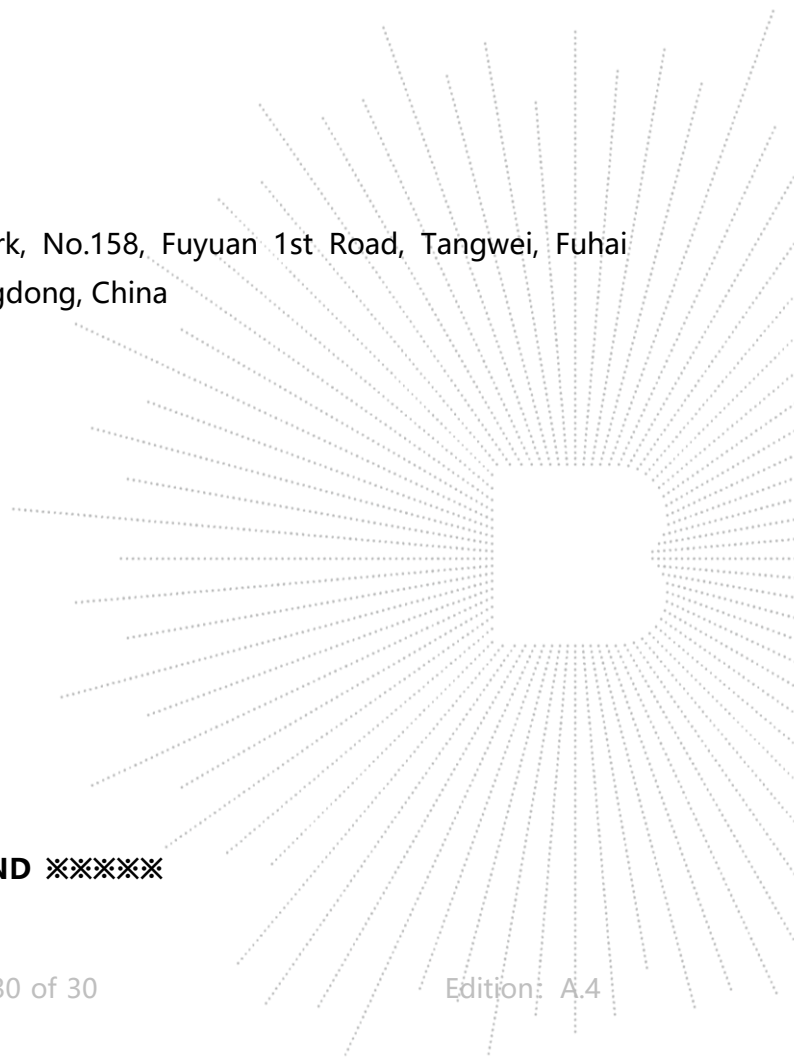 rk, No.158, Fuyuan 1st Road, Tangwei, Fuhai
gdong, China
ND ※※※※※
30 of 30 Edition: A.4